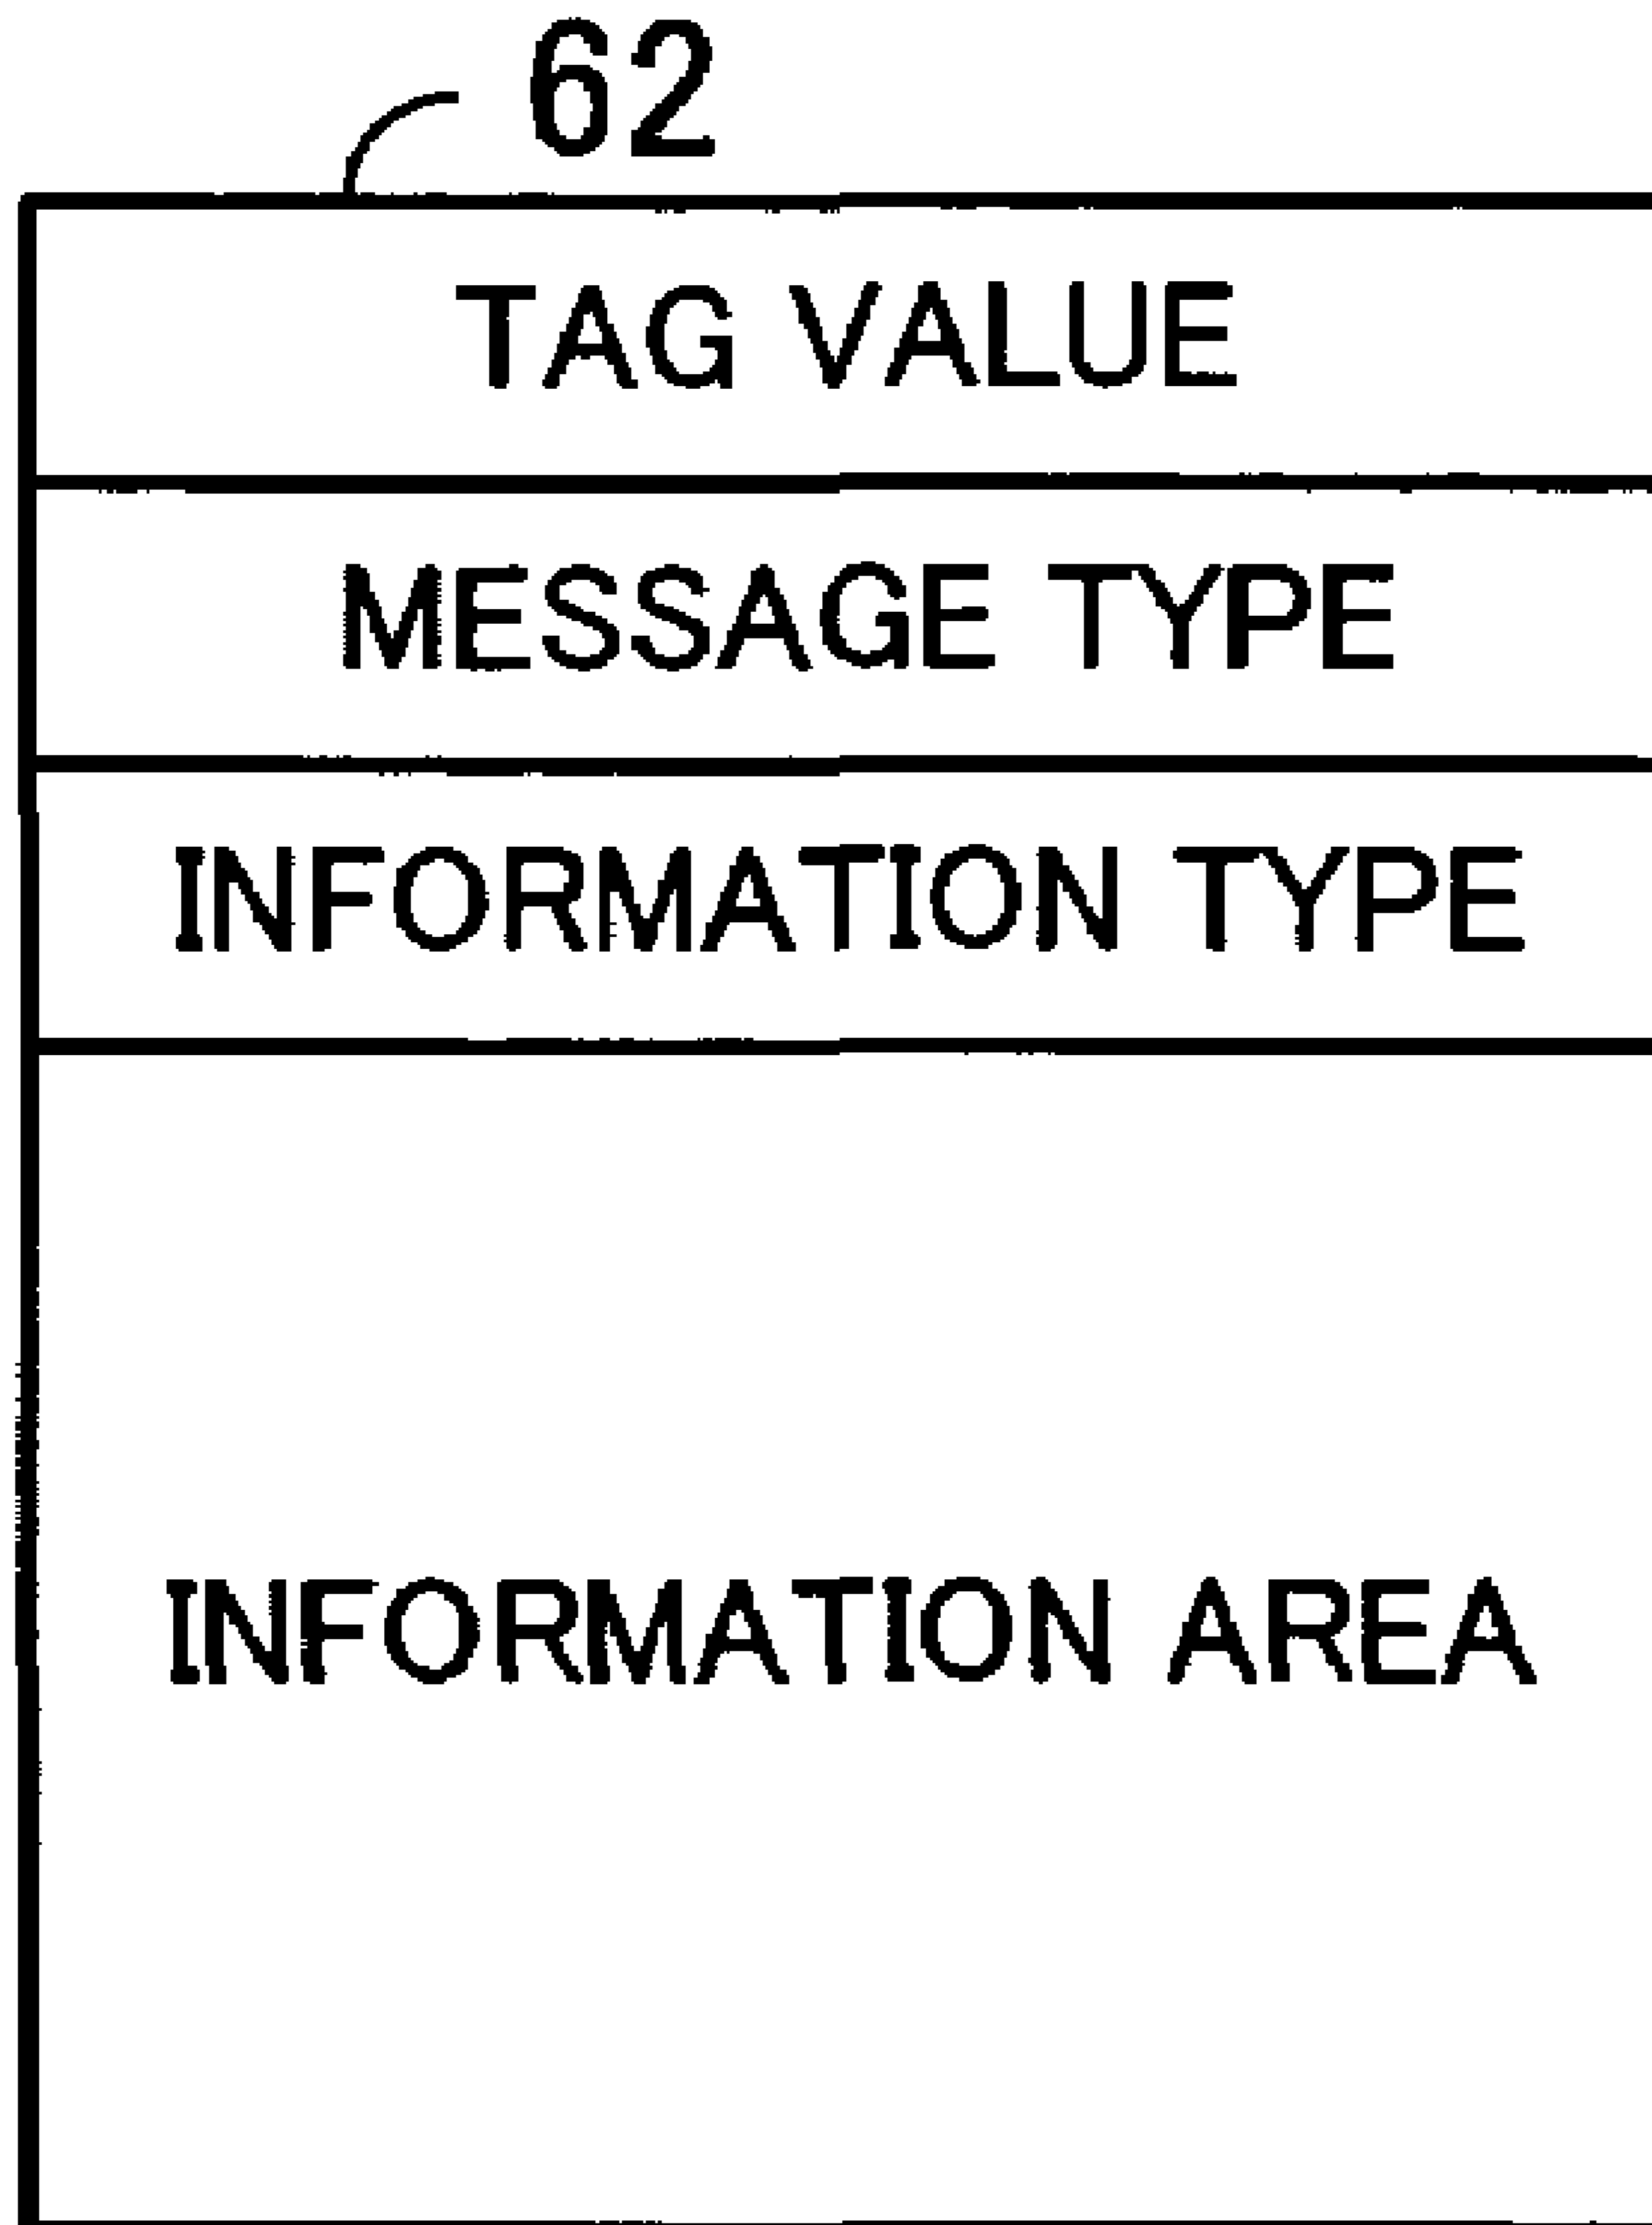 62
TAG VALUE
MESSAGE TYPE
INFORMATION TYPE
INFORMATION AREA